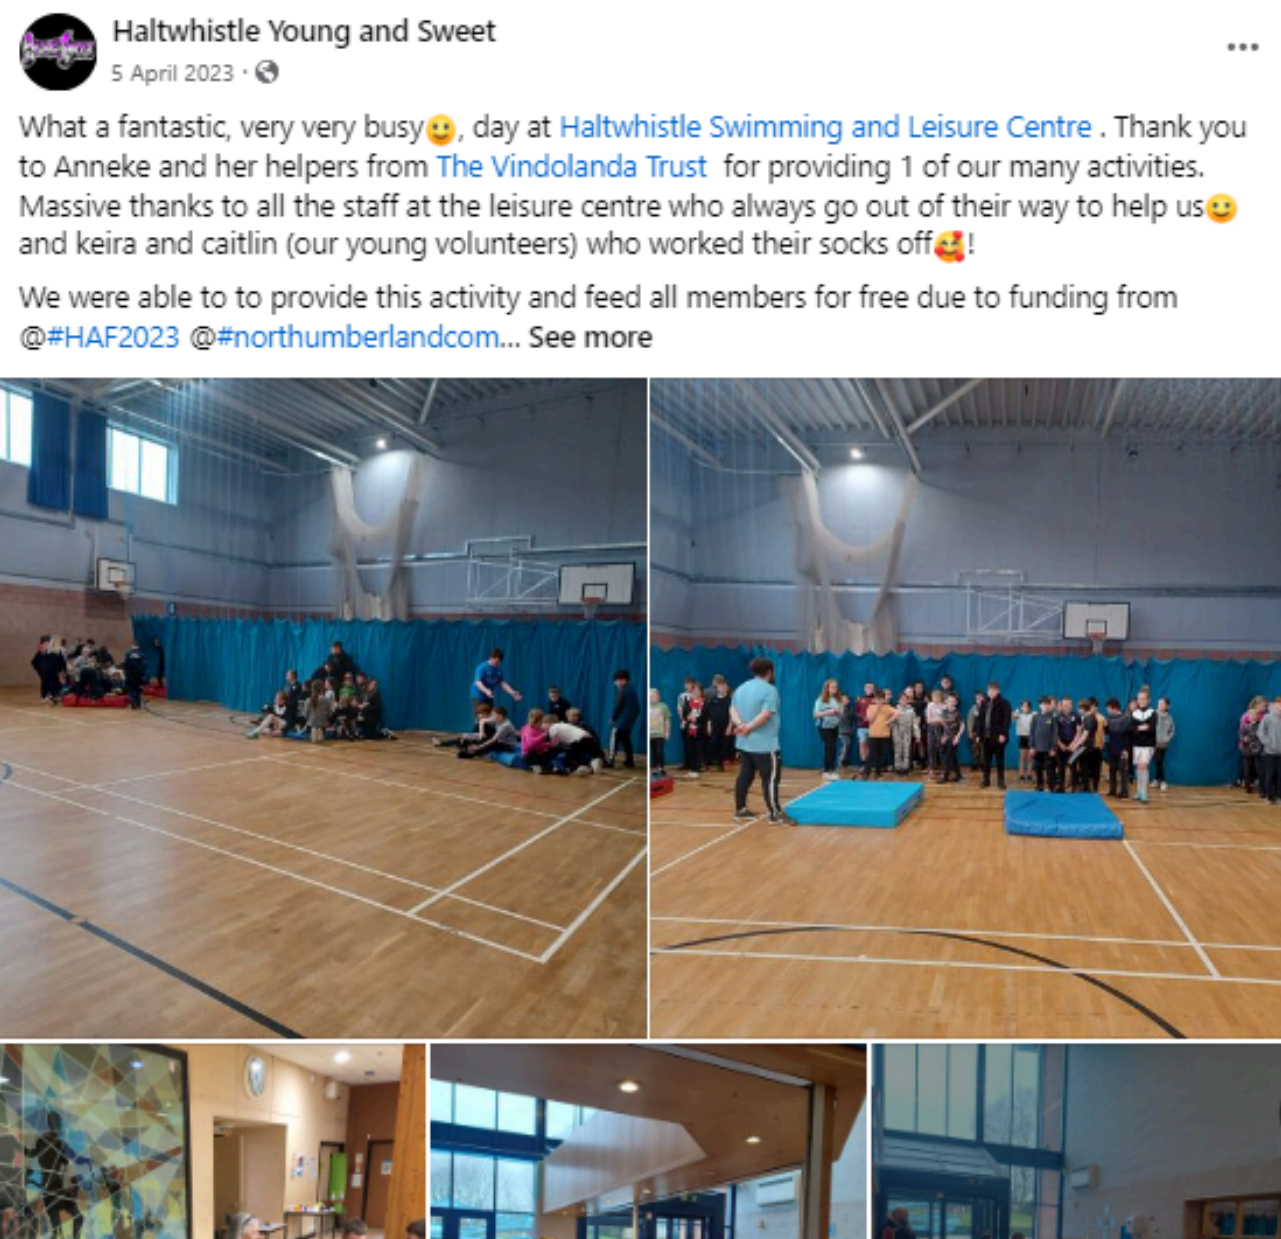 Haltwhistle Young and Sweet
5 April 2023 ·
What a fantastic, very very busy🙂, day at Haltwhistle Swimming and Leisure Centre . Thank you
to Anneke and her helpers from The Vindolanda Trust for providing 1 of our many activities.
Massive thanks to all the staff at the leisure centre who always go out of their way to help us🙂
and keira and caitlin (our young volunteers) who worked their socks off🥰!
We were able to to provide this activity and feed all members for free due to funding from
@#HAF2023 @#northumberlandcom... See more